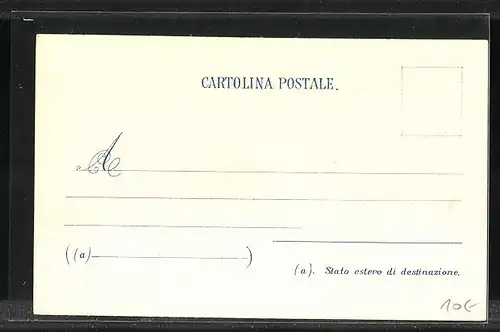 CARTOLINA POSTALE.
A
((a) )
(a). Stato estero di destinazione.
10€